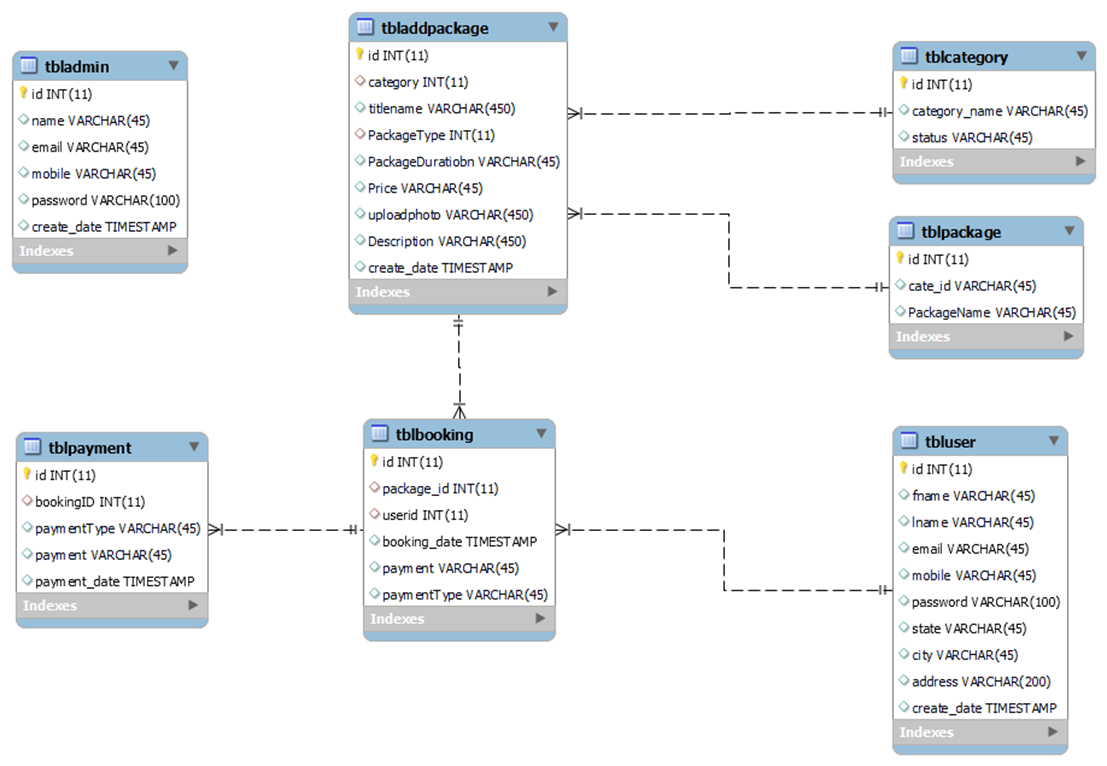 tbladmin
id INT(11)
name VARCHAR(45)
email VARCHAR(45)
mobile VARCHAR(45)
password VARCHAR(100)
create_date TIMESTAMP
Indexes
tbladdpackage
id INT(11)
category INT(11)
titlename VARCHAR(450)
PackageType INT(11)
PackageDuratiobn VARCHAR(45)
Price VARCHAR(45)
uploadphoto VARCHAR(450)
Description VARCHAR(450)
create_date TIMESTAMP
Indexes
tblcategory
id INT(11)
category_name VARCHAR(45)
status VARCHAR(45)
Indexes
tblpackage
id INT(11)
cate_id VARCHAR(45)
PackageName VARCHAR(45)
Indexes
tblpayment
id INT(11)
bookingID INT(11)
paymentType VARCHAR(45)
payment VARCHAR(45)
payment_date TIMESTAMP
Indexes
tblbooking
id INT(11)
package_id INT(11)
userid INT(11)
booking_date TIMESTAMP
payment VARCHAR(45)
paymentType VARCHAR(45)
Indexes
tbluser
id INT(11)
fname VARCHAR(45)
lname VARCHAR(45)
email VARCHAR(45)
mobile VARCHAR(45)
password VARCHAR(100)
state VARCHAR(45)
city VARCHAR(45)
address VARCHAR(200)
create_date TIMESTAMP
Indexes